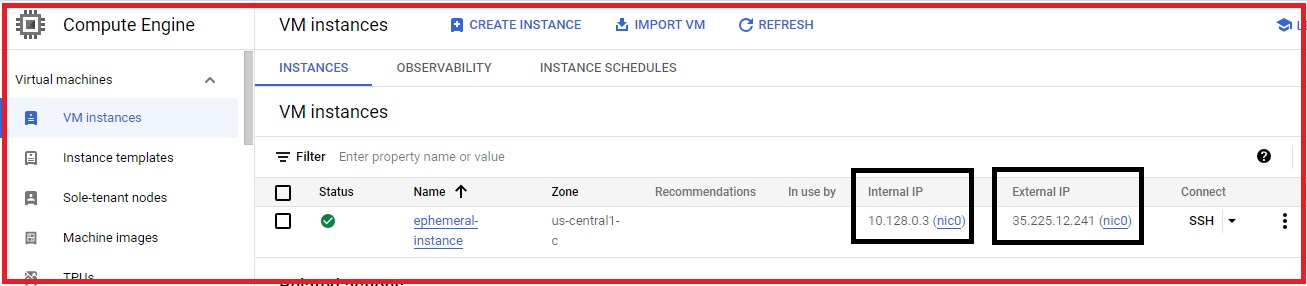 Compute Engine
VM instances
CREATE INSTANCE
IMPORT VM
REFRESH
Virtual machines
VM instances
Instance templates
Sole-tenant nodes
Machine images
TPUs
INSTANCES
OBSERVABILITY
INSTANCE SCHEDULES
VM instances
Filter Enter property name or value
Status Name Zone Recommendations In use by Internal IP External IP Connect
ephemeral-
instance
us-central1-
c
10.128.0.3 (nic0)
35.225.12.241 (nic0)
SSH